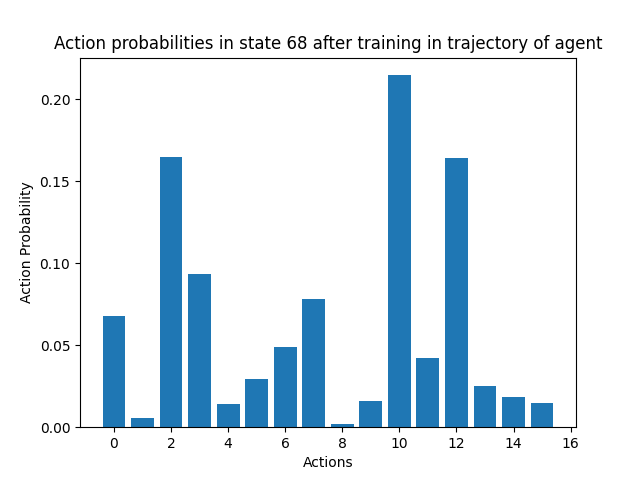 Action probabilities in state 68 after training in trajectory of agent
0.20
0.15
0.10
0.05
0.00
Action Probability
0 2 4 6 8 10 12 14 16
Actions